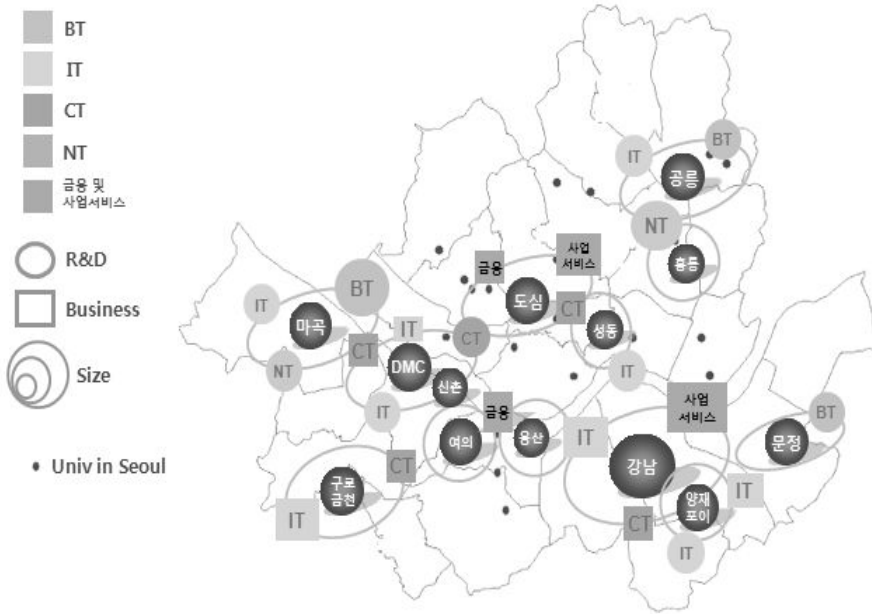 BT
IT
CT
NT
금융 및
사업서비스
R&D
Business
Size
Univ in Seoul
IT
BT
공릉
NT
홍릉
사업
서비스
금융
도심
CT
성동
IT
BT
IT
마곡
NT
IT
CT
CT
DMC
신촌
IT
금융
여의
용산
IT
사업
서비스
강남
BT
문정
CT
구로
금천
IT
IT
양재
포이
CT
IT